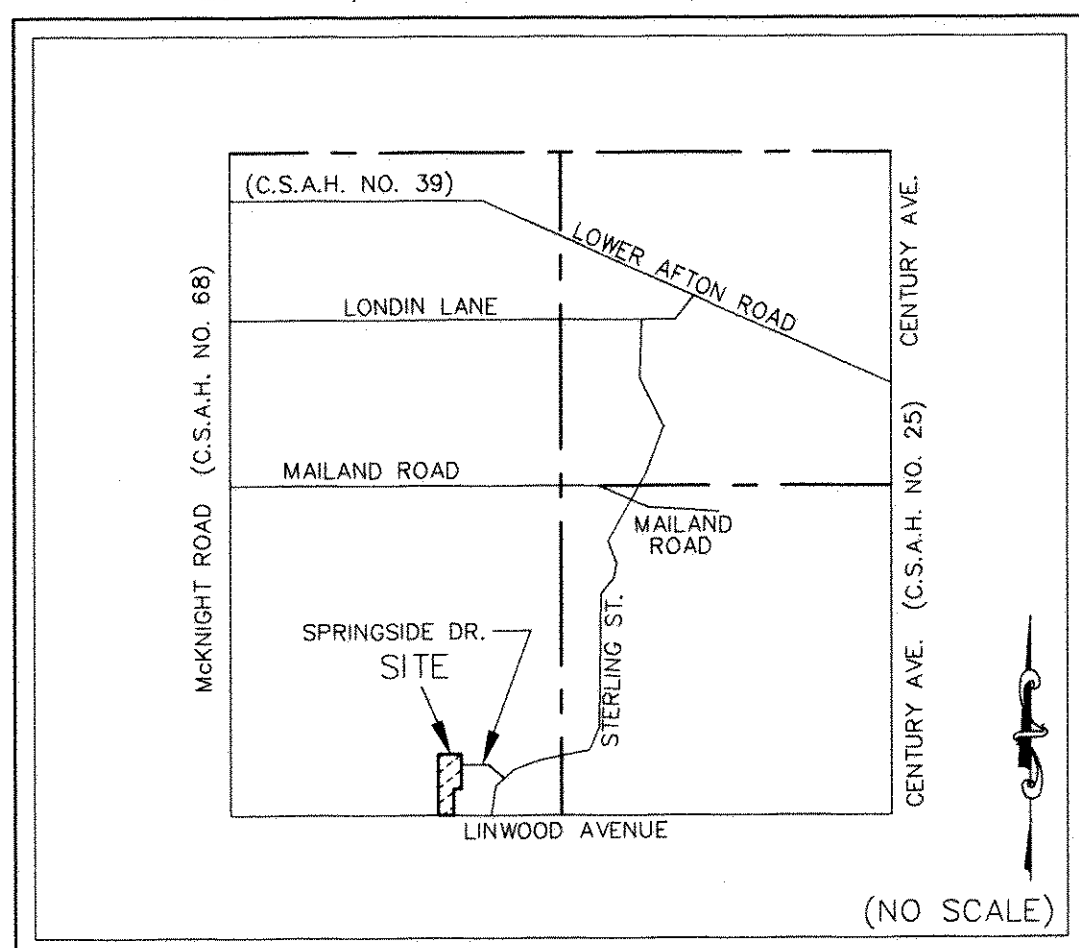 (C.S.A.H. NO. 39)
LOWER AFTON ROAD
LONDIN LANE
McKNIGHT ROAD (C.S.A.H. NO. 68)
CENTURY AVE.
MAILAND ROAD
MAILAND
ROAD
CENTURY AVE. (C.S.A.H. NO. 25)
STERLING ST.
SPRINGSIDE DR.
SITE
LINWOOD AVENUE
(NO SCALE)